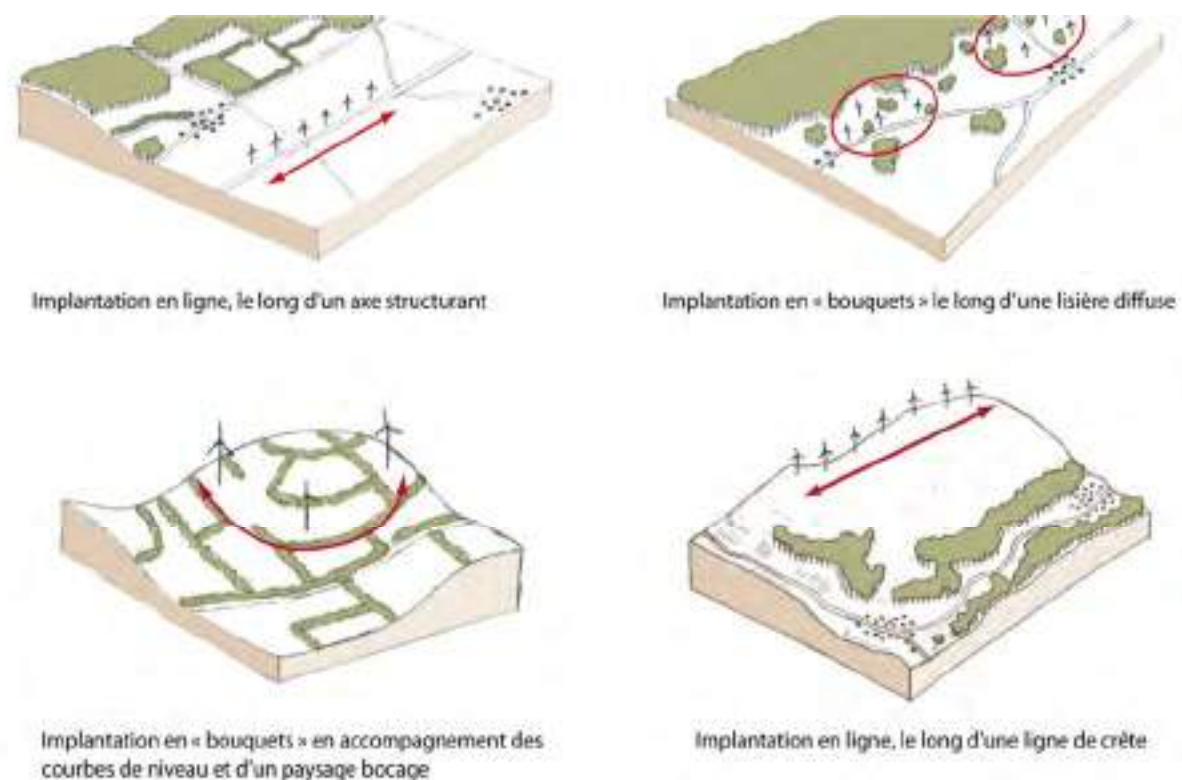 Implantation en ligne, le long d'un axe structurant
Implantation en « bouquets » le long d'une lisière diffuse
Implantation en « bouquets » en accompagnement des
courbes de niveau et d'un paysage bocage
Implantation en ligne, le long d'une ligne de crête